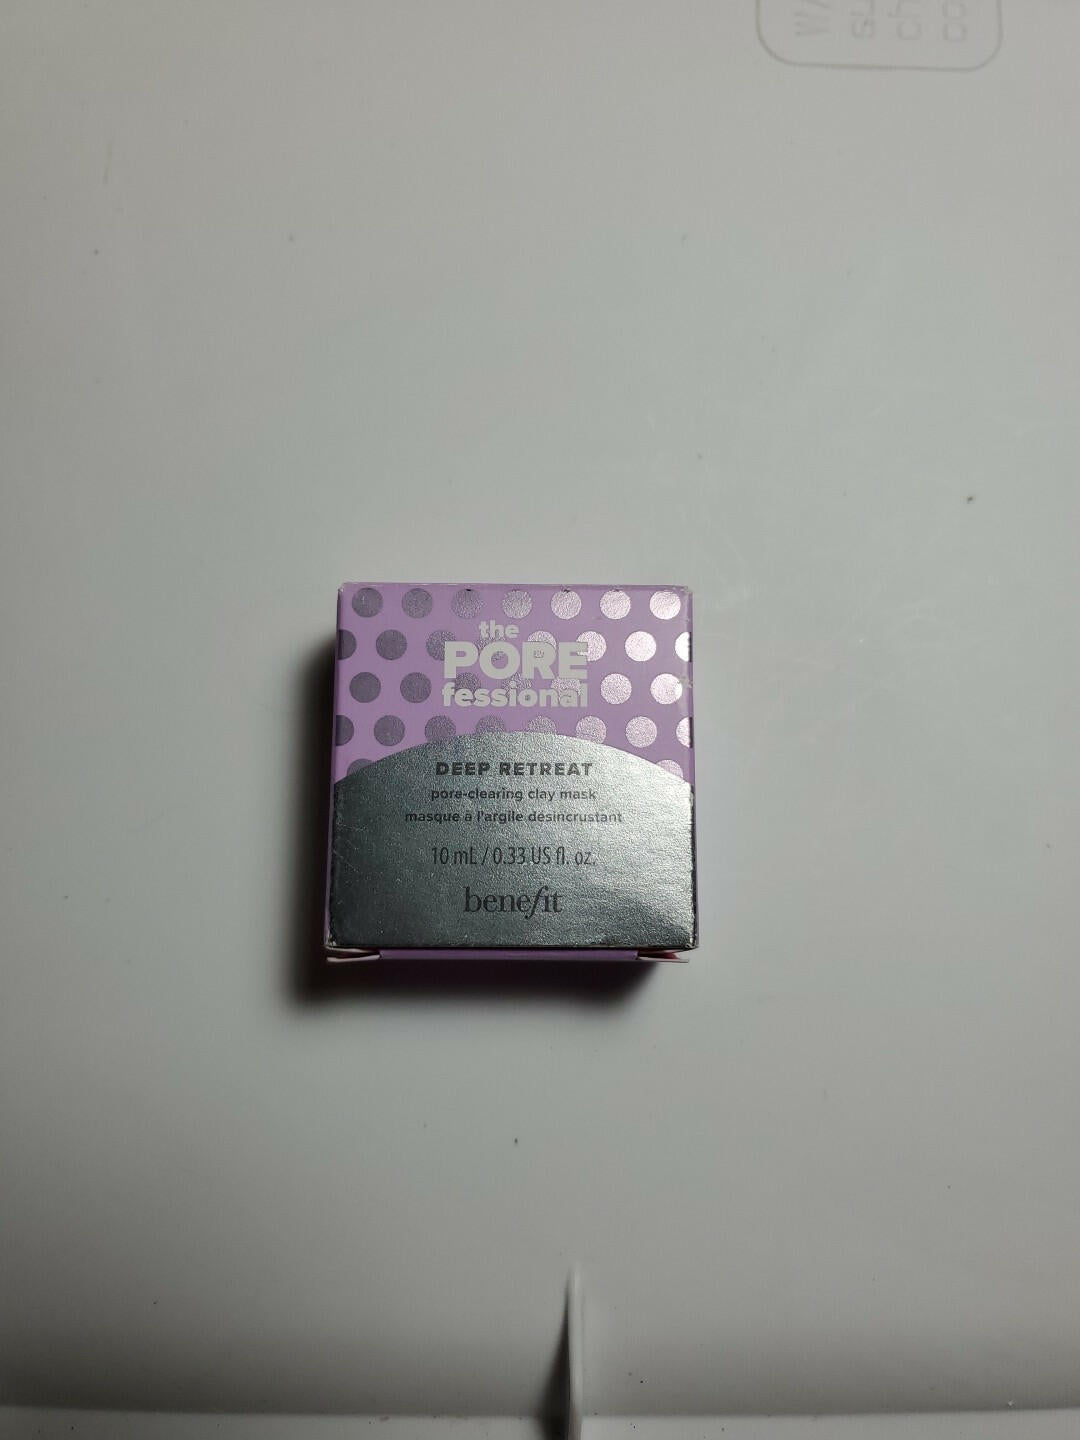 the
PORE
fessional
DEEP RETREAT
pore-clearing clay mask
masque à l'argile désincrustant
10 mL / 0.33 US fl. oz.
benefit